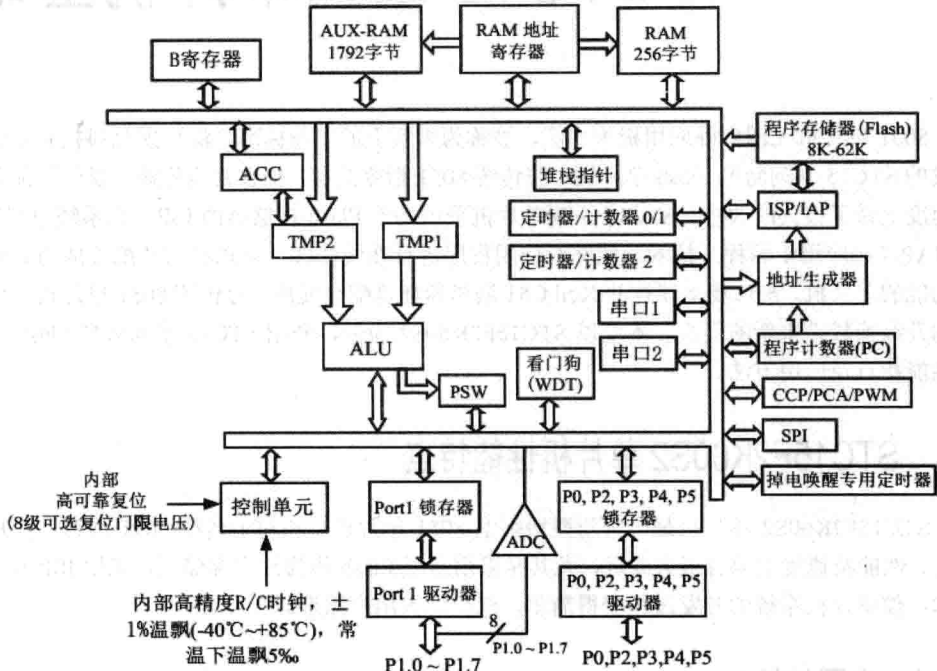 AUX-RAM
1792字节
RAM 地址
寄存器
RAM
256字节
B寄存器
程序存储器(Flash)
8K-62K
ACC
堆栈指针
ISP/IAP
定时器/计数器 0/1
TMP2
TMP1
定时器/计数器 2
地址生成器
串口1
ALU
串口2
程序计数器(PC)
看门狗
(WDT)
PSW
CCP/PCA/PWM
SPI
掉电唤醒专用定时器
内部
高可靠复位
(8级可选复位门限电压)
控制单元
Port1 锁存器
P0, P2, P3, P4, P5
锁存器
ADC
Port 1 驱动器
P0, P2, P3, P4, P5
驱动器
内部高精度R/C时钟，±
1%温飘(-40℃~+85℃)，常
温下温飘5‰
8
P1.0 ~ P1.7
P1.0 ~ P1.7
P0,P2,P3,P4,P5